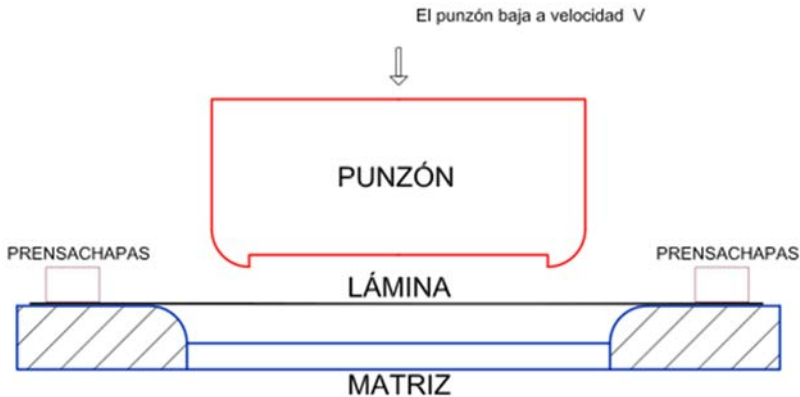 El punzón baja a velocidad V
PUNZÓN
PRENSACHAPAS
PRENSACHAPAS
LÁMINA
MATRIZ